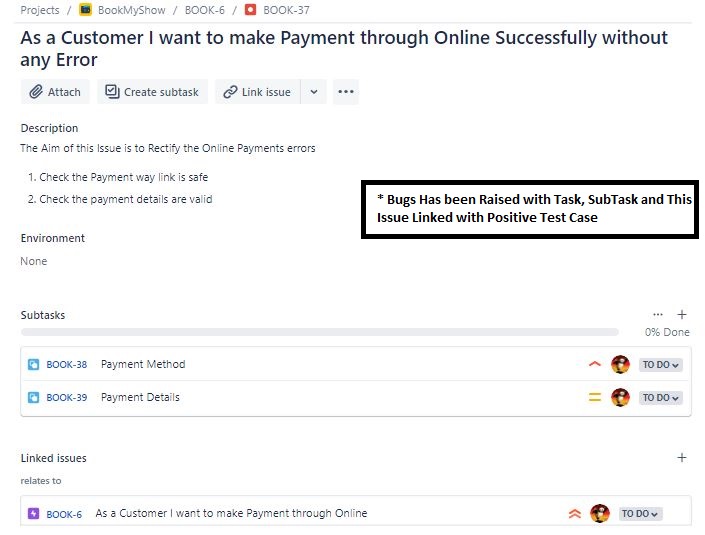 Projects / BookMyShow / BOOK-6 / BOOK-37
As a Customer I want to make Payment through Online Successfully without
any Error
Attach Create subtask Link issue
Description
The Aim of this Issue is to Rectify the Online Payments errors
1. Check the Payment way link is safe
2. Check the payment details are valid
* Bugs Has been Raised with Task, SubTask and This
Issue Linked with Positive Test Case
Environment
None
Subtasks
0% Done
BOOK-38 Payment Method TO DO
BOOK-39 Payment Details TO DO
Linked issues
relates to
BOOK-6 As a Customer I want to make Payment through Online TO DO